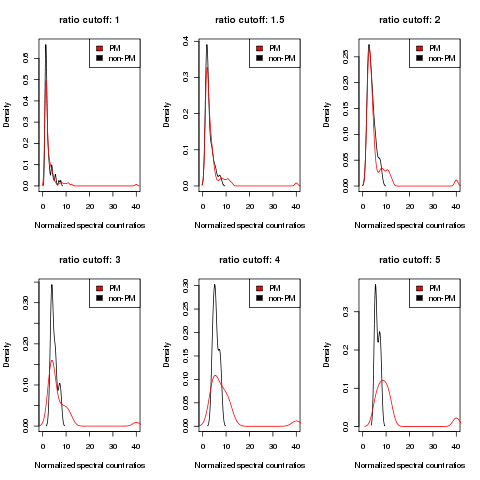 ratio cutoff: 1
PM
non-PM
Density
0.0 0.1 0.2 0.3 0.4 0.5 0.6
0 10 20 30 40
Normalized spectral count ratios
ratio cutoff: 1.5
PM
non-PM
Density
0.0 0.1 0.2 0.3 0.4
0 10 20 30 40
Normalized spectral count ratios
ratio cutoff: 2
PM
non-PM
Density
0.00 0.05 0.10 0.15 0.20 0.25
0 10 20 30 40
Normalized spectral count ratios
ratio cutoff: 3
PM
non-PM
Density
0.00 0.10 0.20 0.30
0 10 20 30 40
Normalized spectral count ratios
ratio cutoff: 4
PM
non-PM
Density
0.00 0.05 0.10 0.15 0.20 0.25 0.30
0 10 20 30 40
Normalized spectral count ratios
ratio cutoff: 5
PM
non-PM
Density
0.0 0.1 0.2 0.3
0 10 20 30 40
Normalized spectral count ratios